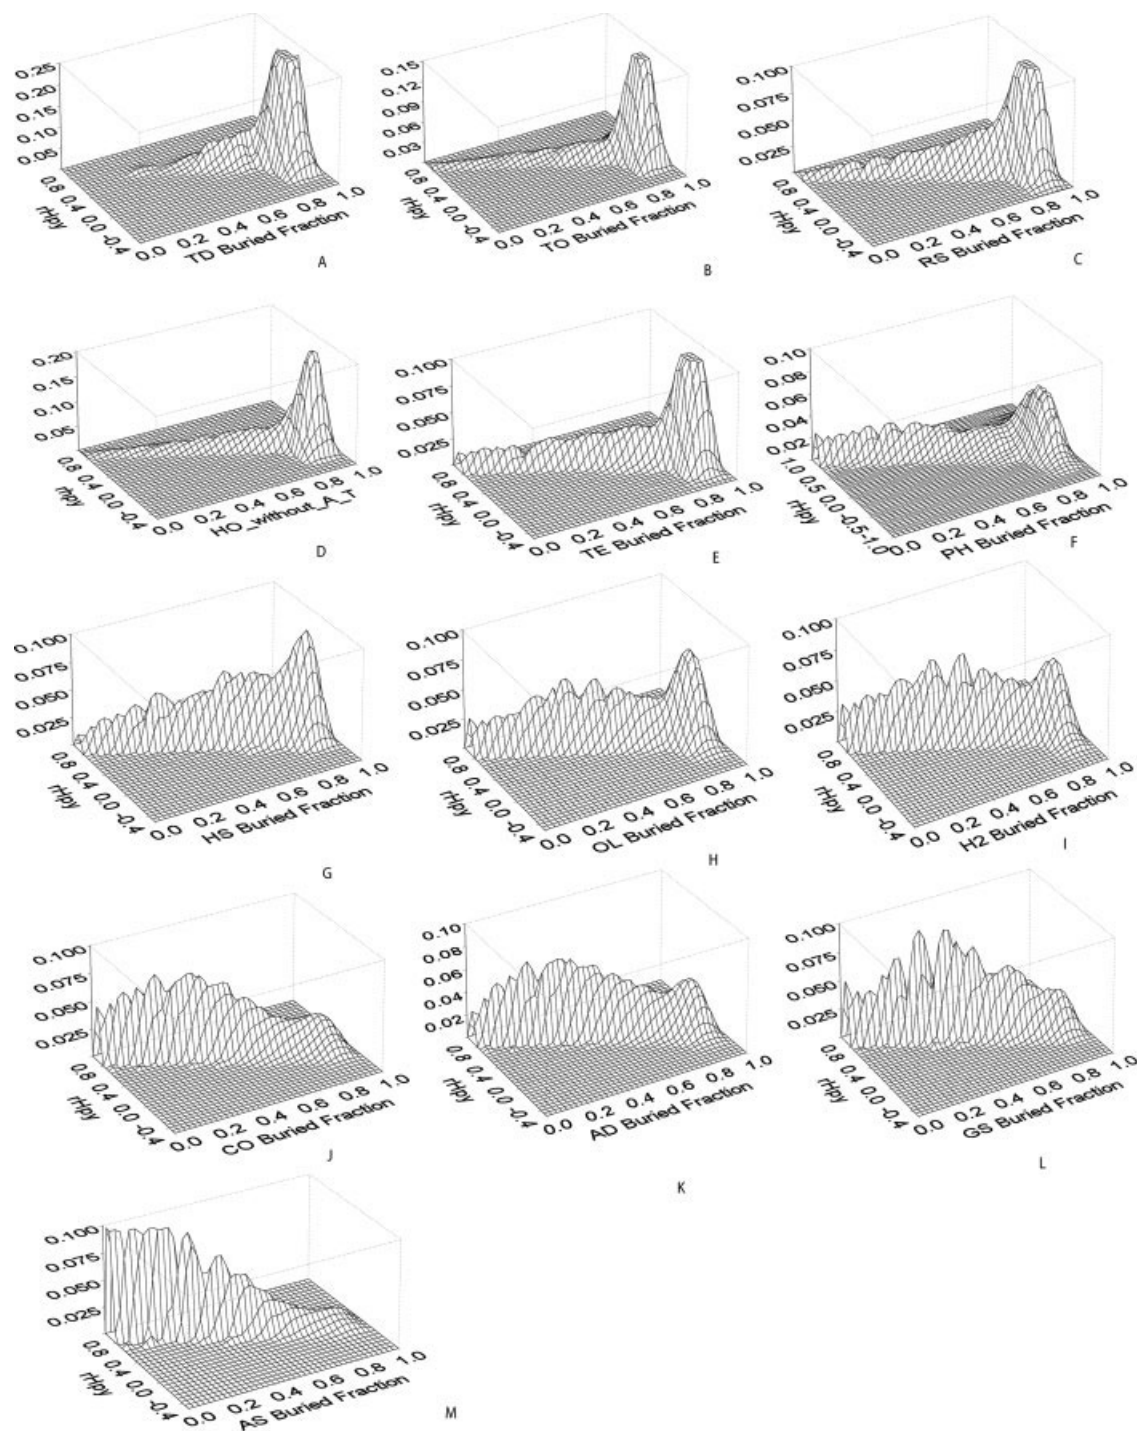 0.25
0.20
0.15
0.10
0.05
0.8 0.4 0.0 -0.4
rHpy
0.0 0.2 0.4 0.6 0.8 1.0
TD Buried Fraction
A
0.15
0.12
0.09
0.06
0.03
0.8 0.4 0.0 -0.4
rHpy
0.0 0.2 0.4 0.6 0.8 1.0
TO Buried Fraction
B
0.100
0.075
0.050
0.025
0.8 0.4 0.0 -0.4
rHpy
0.0 0.2 0.4 0.6 0.8 1.0
RS Buried Fraction
C
0.20
0.15
0.10
0.05
0.8 0.4 0.0 -0.4
rHpy
0.0 0.2 0.4 0.6 0.8 1.0
HO_without_A_T
D
0.100
0.075
0.050
0.025
0.8 0.4 0.0 -0.4
rHpy
0.0 0.2 0.4 0.6 0.8 1.0
TE Buried Fraction
E
0.10
0.08
0.06
0.04
0.02
1.0 0.5 0.0 -0.5 -1.0
rHpy
0.0 0.2 0.4 0.6 0.8 1.0
PH Buried Fraction
F
0.100
0.075
0.050
0.025
0.8 0.4 0.0 -0.4
rHpy
0.0 0.2 0.4 0.6 0.8 1.0
HS Buried Fraction
G
0.100
0.075
0.050
0.025
0.8 0.4 0.0 -0.4
rHpy
0.0 0.2 0.4 0.6 0.8 1.0
OL Buried Fraction
H
0.100
0.075
0.050
0.025
0.8 0.4 0.0 -0.4
rHpy
0.0 0.2 0.4 0.6 0.8 1.0
H2 Buried Fraction
I
0.100
0.075
0.050
0.025
0.8 0.4 0.0 -0.4
rHpy
0.0 0.2 0.4 0.6 0.8 1.0
CO Buried Fraction
J
0.10
0.08
0.06
0.04
0.02
0.8 0.4 0.0 -0.4
rHpy
0.0 0.2 0.4 0.6 0.8 1.0
AD Buried Fraction
K
0.100
0.075
0.050
0.025
0.8 0.4 0.0 -0.4
rHpy
0.0 0.2 0.4 0.6 0.8 1.0
GS Buried Fraction
L
0.100
0.075
0.050
0.025
0.8 0.4 0.0 -0.4
rHpy
0.0 0.2 0.4 0.6 0.8 1.0
AS Buried Fraction
M